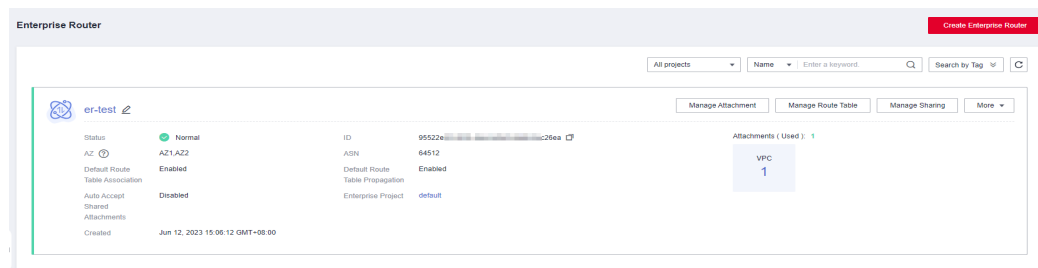 Enterprise Router
Create Enterprise Router
All projects
Name
Enter a keyword.
Search by Tag
er-test
Manage Attachment
Manage Route Table
Manage Sharing
More
Status
Normal
ID
95522e
c26ea
Attachments ( Used ): 1
AZ
AZ1,AZ2
ASN
64512
VPC
1
Default Route
Table Association
Enabled
Default Route
Table Propagation
Enabled
Auto Accept
Shared
Attachments
Disabled
Enterprise Project
default
Created
Jun 12, 2023 15:06:12 GMT+08:00